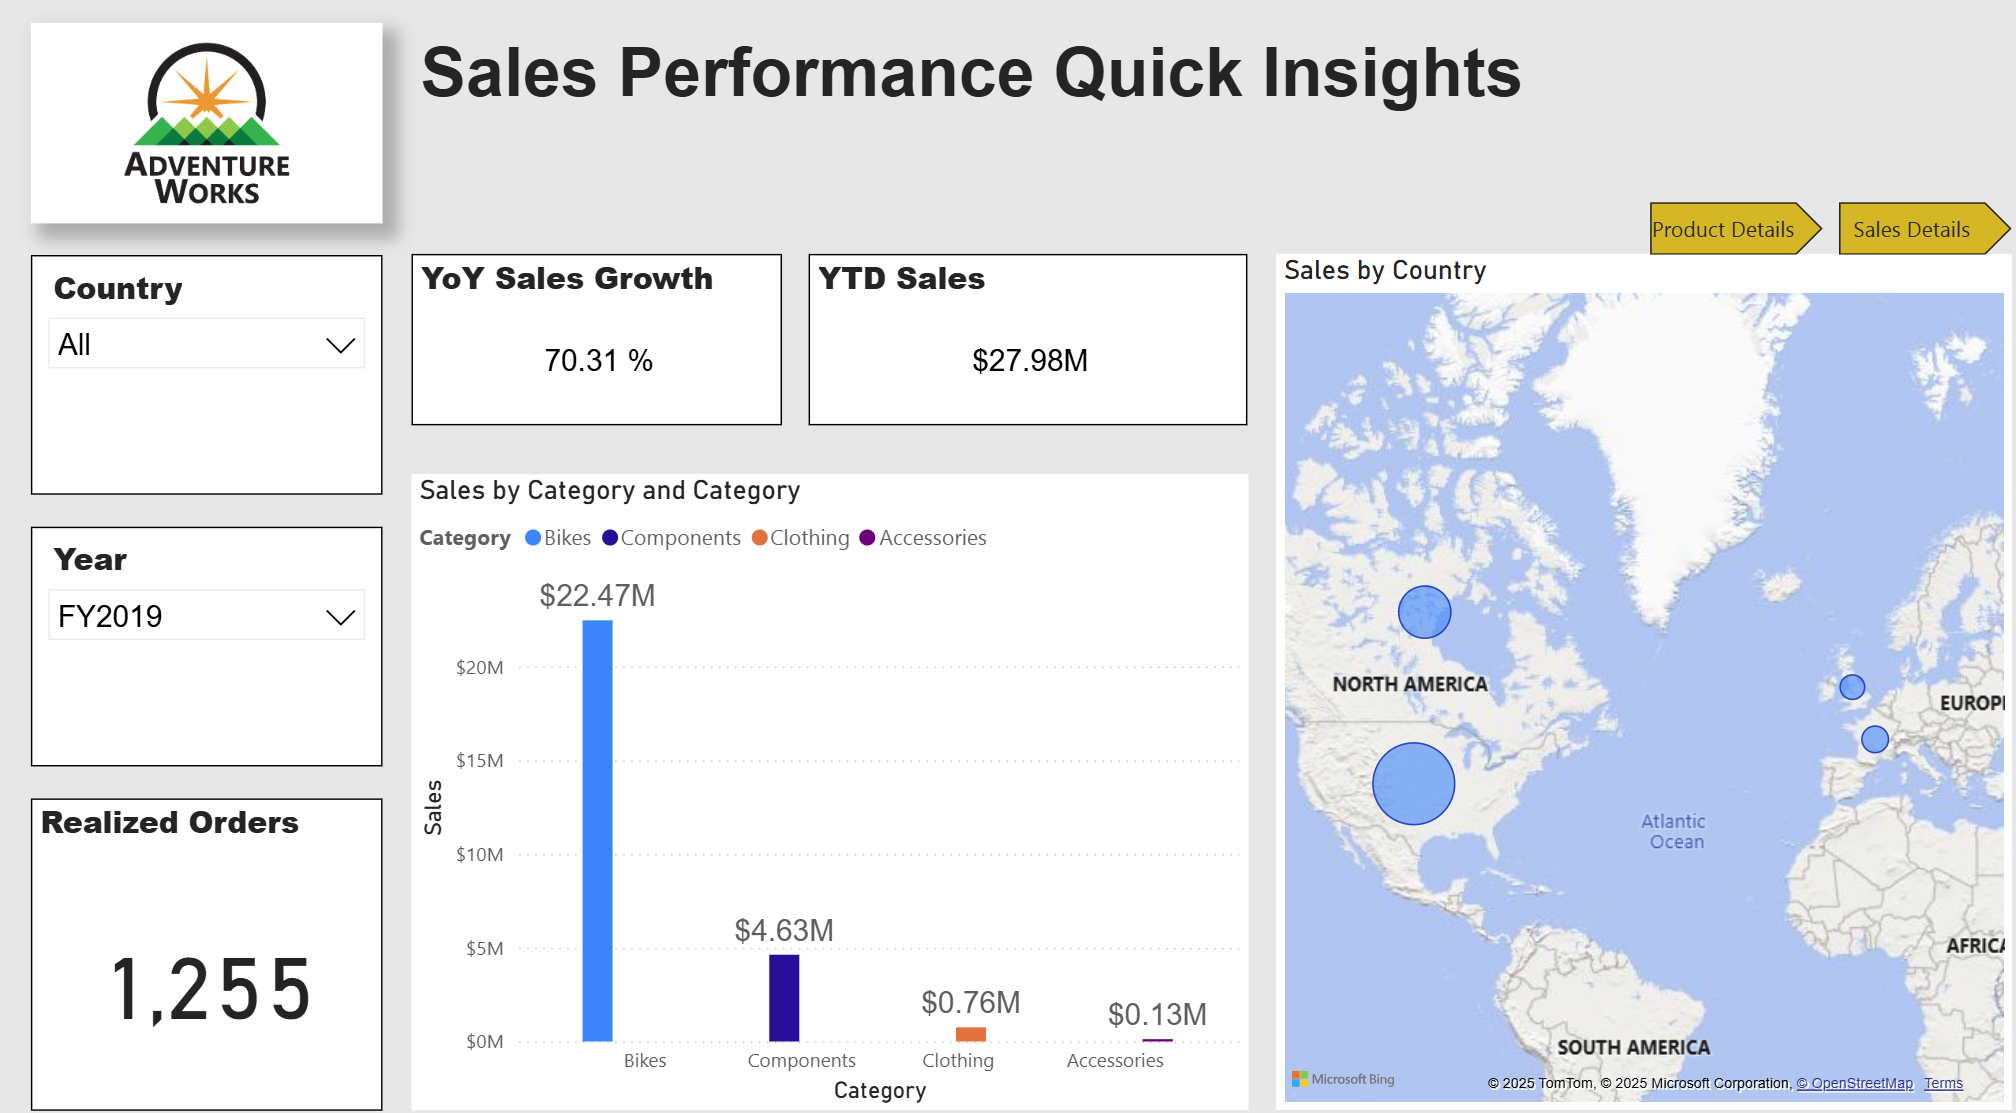 ADVENTURE
WORKS
Sales Performance Quick Insights
Product Details
Sales Details
Country
All
Year
FY2019
Realized Orders
1,255
YoY Sales Growth
70.31 %
YTD Sales
$27.98M
Sales by Category and Category
Category Bikes Components Clothing Accessories
$22.47M
$20M
$15M
$10M
$5M
$0M
Sales
$4.63M
$0.76M
$0.13M
Bikes Components Clothing Accessories
Category
Sales by Country
NORTH AMERICA
EUROP
Atlantic
Ocean
AFRICA
SOUTH AMERICA
Microsoft Bing
© 2025 TomTom, © 2025 Microsoft Corporation, © OpenStreetMap Terms